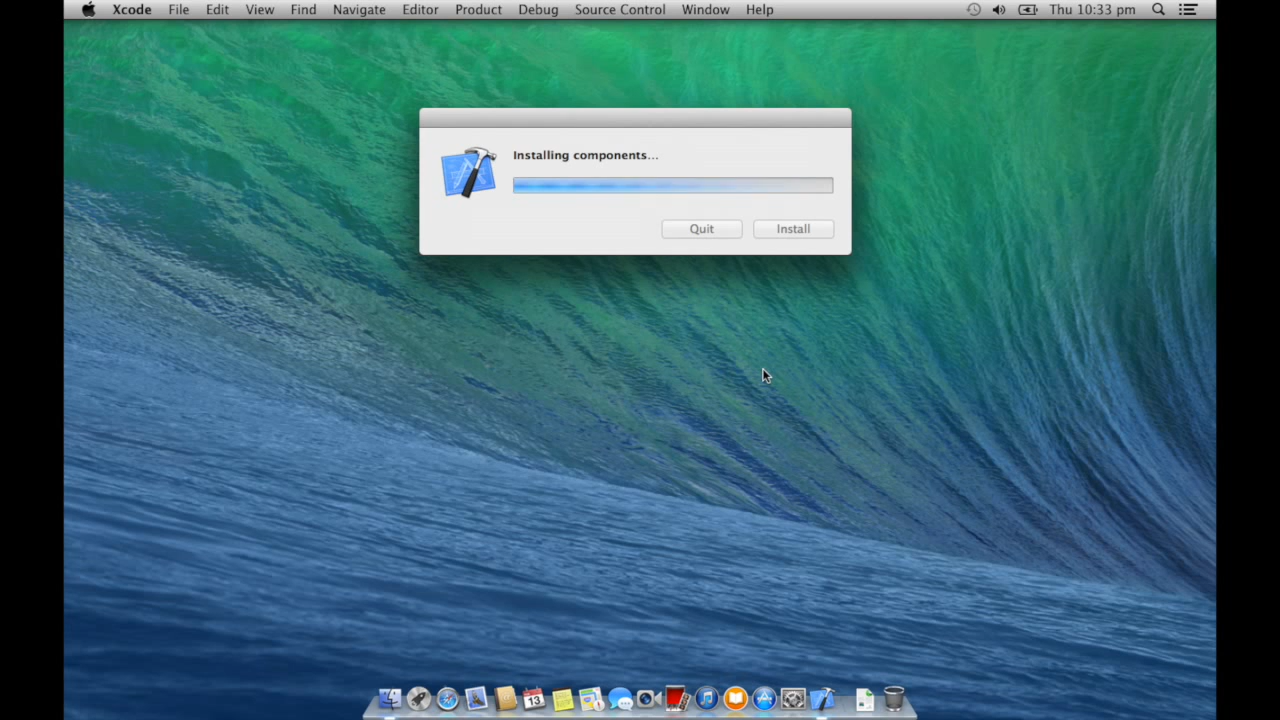 Xcode File Edit View Find Navigate Editor Product Debug Source Control Window Help Thu 10:33 pm
Installing components...
Quit Install
13